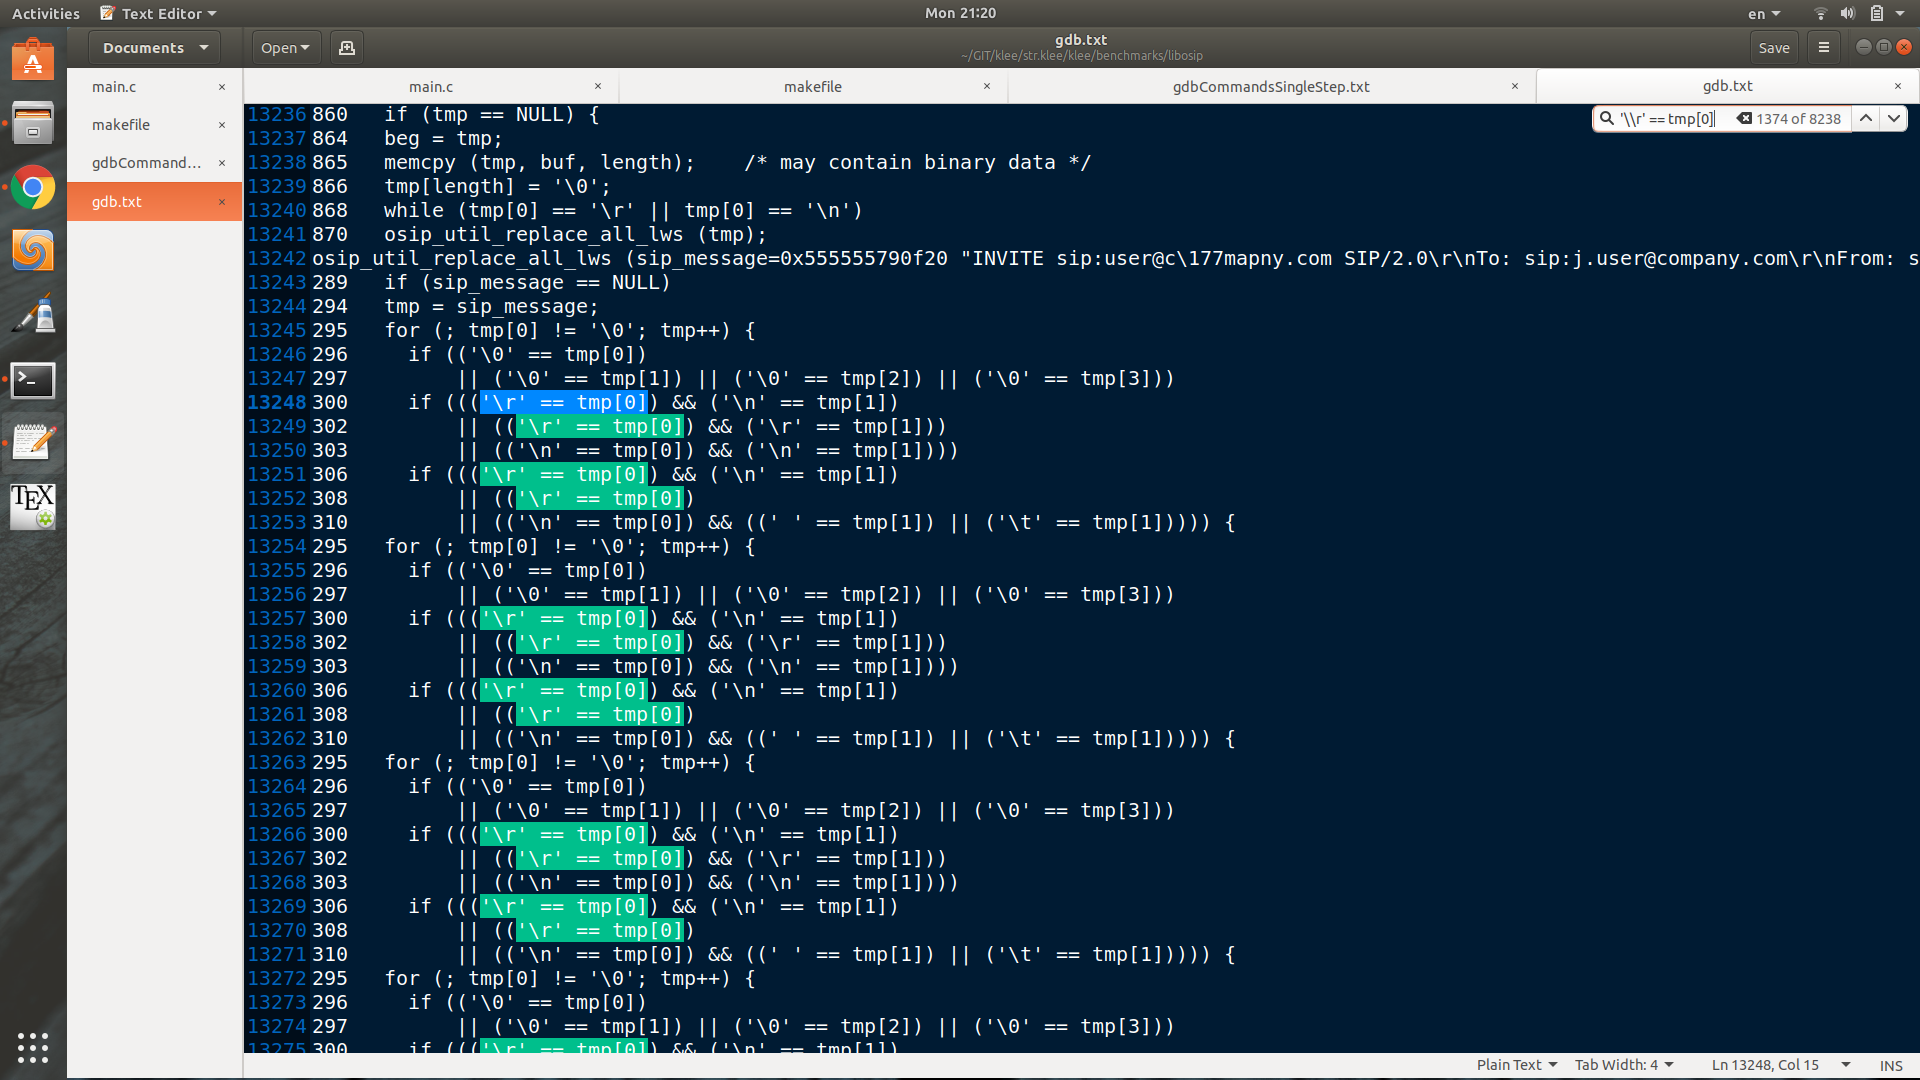 Activities Text Editor Mon 21:20 en
Documents Open gdb.txt Save
~/GIT/klee/str.klee/klee/benchmarks/libosip
main.c
makefile
gdbCommand...
gdb.txt
main.c makefile gdbCommandsSingleStep.txt gdb.txt
'\\r' == tmp[0] 1374 of 8238
13236 860 if (tmp == NULL) {
13237 864 beg = tmp;
13238 865 memcpy (tmp, buf, length); /* may contain binary data */
13239 866 tmp[length] = '\0';
13240 868 while (tmp[0] == '\r' || tmp[0] == '\n')
13241 870 osip_util_replace_all_lws (tmp);
13242 osip_util_replace_all_lws (sip_message=0x555555790f20 "INVITE sip:user@c\177mapny.com SIP/2.0\r\nTo: sip:j.user@company.com\r\nFrom: s
13243 289 if (sip_message == NULL)
13244 294 tmp = sip_message;
13245 295 for (; tmp[0] != '\0'; tmp++) {
13246 296 if (('\0' == tmp[0])
13247 297 || ('\0' == tmp[1]) || ('\0' == tmp[2]) || ('\0' == tmp[3]))
13248 300 if ((('\r' == tmp[0]) && ('\n' == tmp[1])
13249 302 || (('\r' == tmp[0]) && ('\r' == tmp[1]))
13250 303 || (('\n' == tmp[0]) && ('\n' == tmp[1])))
13251 306 if ((('\r' == tmp[0]) && ('\n' == tmp[1])
13252 308 || (('\r' == tmp[0])
13253 310 || (('\n' == tmp[0]) && ((' ' == tmp[1]) || ('\t' == tmp[1])))) {
13254 295 for (; tmp[0] != '\0'; tmp++) {
13255 296 if (('\0' == tmp[0])
13256 297 || ('\0' == tmp[1]) || ('\0' == tmp[2]) || ('\0' == tmp[3]))
13257 300 if ((('\r' == tmp[0]) && ('\n' == tmp[1])
13258 302 || (('\r' == tmp[0]) && ('\r' == tmp[1]))
13259 303 || (('\n' == tmp[0]) && ('\n' == tmp[1])))
13260 306 if ((('\r' == tmp[0]) && ('\n' == tmp[1])
13261 308 || (('\r' == tmp[0])
13262 310 || (('\n' == tmp[0]) && ((' ' == tmp[1]) || ('\t' == tmp[1])))) {
13263 295 for (; tmp[0] != '\0'; tmp++) {
13264 296 if (('\0' == tmp[0])
13265 297 || ('\0' == tmp[1]) || ('\0' == tmp[2]) || ('\0' == tmp[3]))
13266 300 if ((('\r' == tmp[0]) && ('\n' == tmp[1])
13267 302 || (('\r' == tmp[0]) && ('\r' == tmp[1]))
13268 303 || (('\n' == tmp[0]) && ('\n' == tmp[1])))
13269 306 if ((('\r' == tmp[0]) && ('\n' == tmp[1])
13270 308 || (('\r' == tmp[0])
13271 310 || (('\n' == tmp[0]) && ((' ' == tmp[1]) || ('\t' == tmp[1])))) {
13272 295 for (; tmp[0] != '\0'; tmp++) {
13273 296 if (('\0' == tmp[0])
13274 297 || ('\0' == tmp[1]) || ('\0' == tmp[2]) || ('\0' == tmp[3]))
13275 300 if ((('\r' == tmp[0]) && ('\n' == tmp[1])
TEX
Plain Text Tab Width: 4 Ln 13248, Col 15 INS